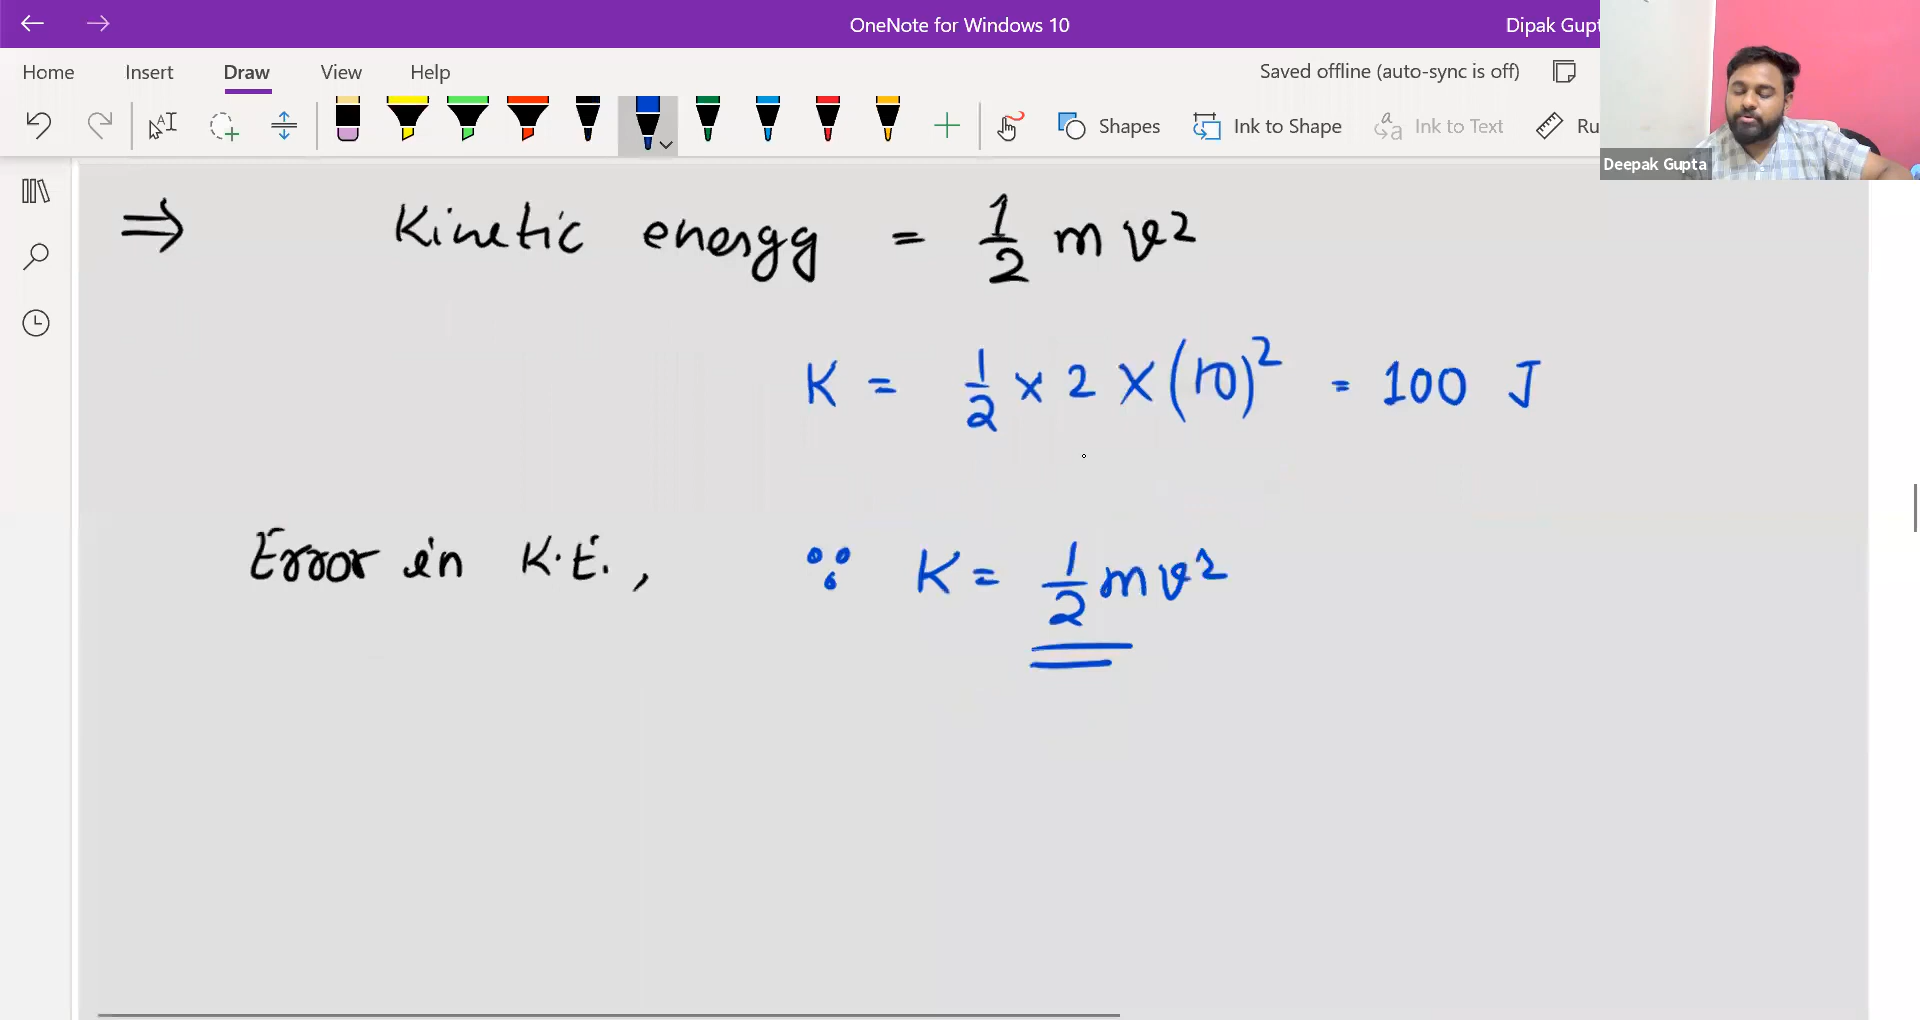 OneNote for Windows 10
Dipak Gupt
Home Insert Draw View Help
Saved offline (auto-sync is off)
Shapes Ink to Shape Ink to Text Ru
Deepak Gupta
⇒ Kinetic energy = 1/2 m v²
K = 1/2 × 2 × (10)² = 100 J
Error in K.E., ∵ K = 1/2 m v²